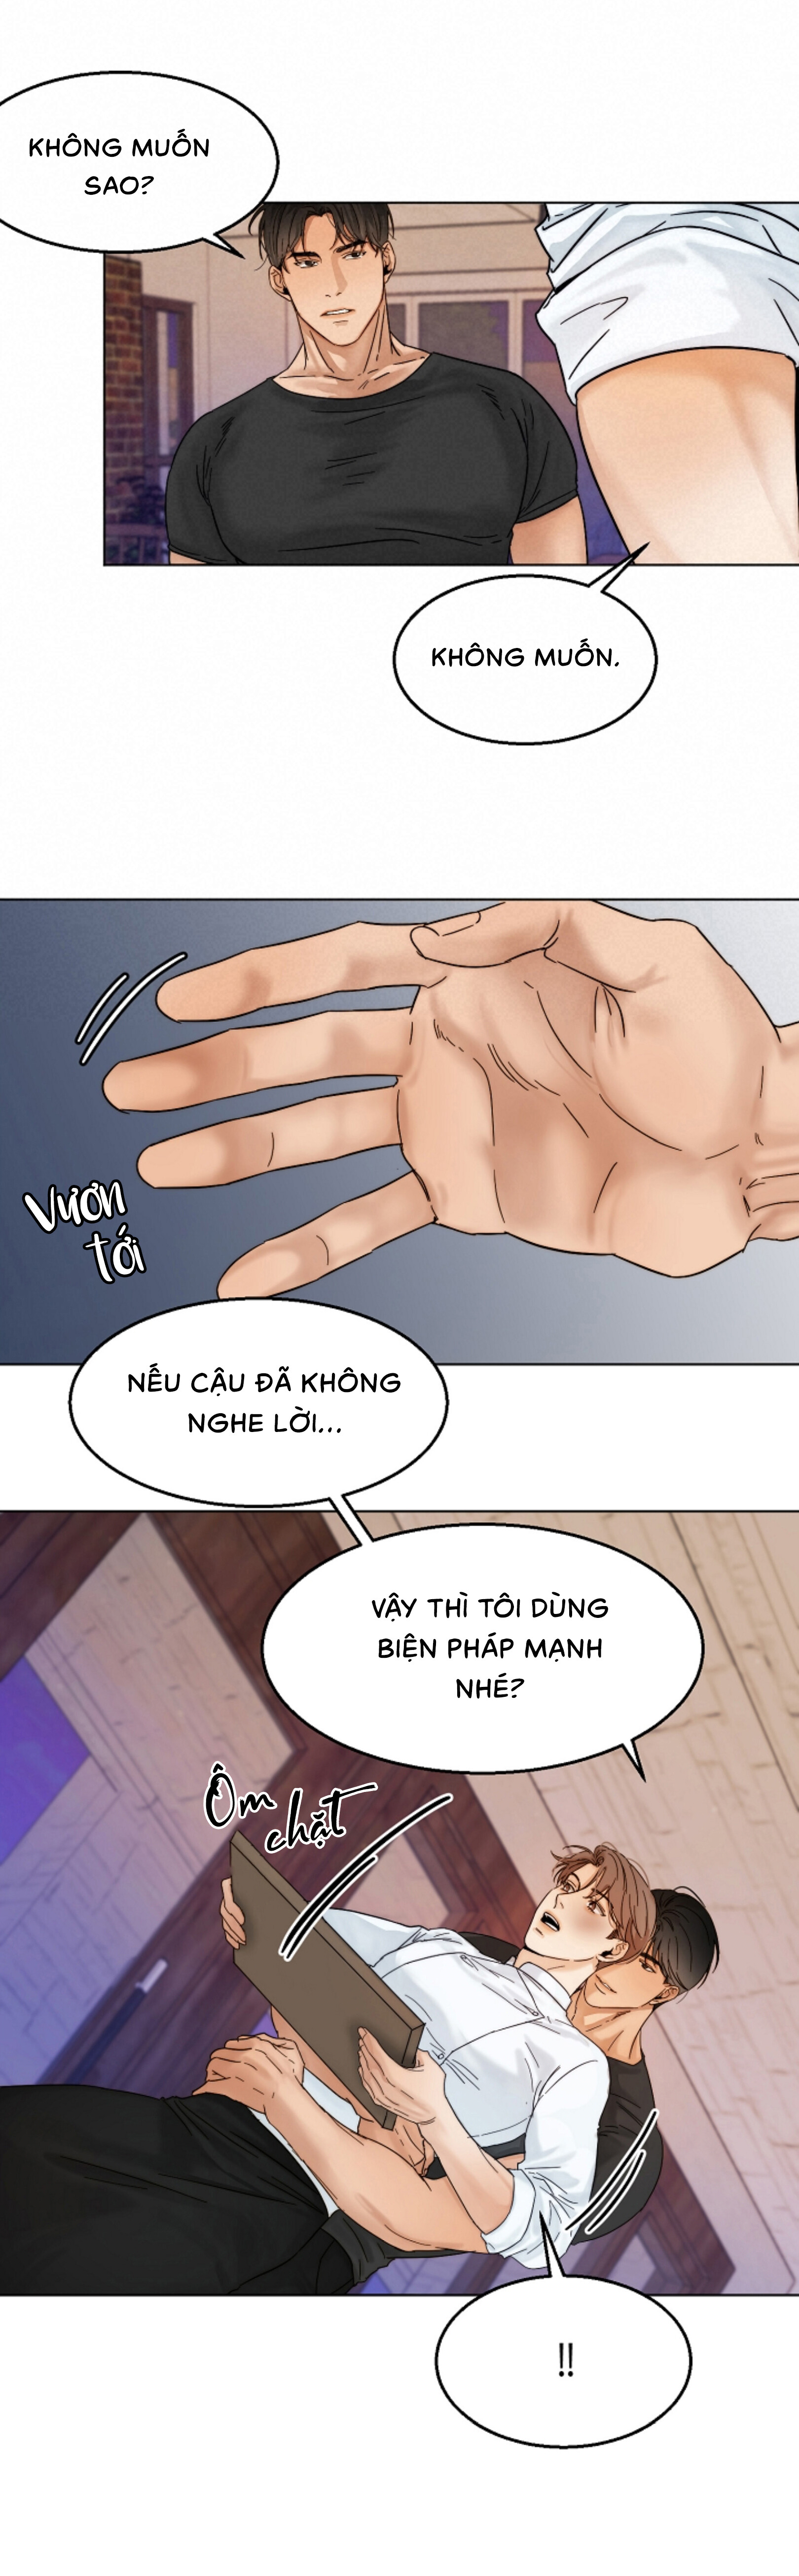 KHÔNG MUỐN
SAO?
KHÔNG MUỐN.
Vươn
tới
NẾU CẬU ĐÃ KHÔNG
NGHE LỜI...
VẬY THÌ TÔI DÙNG
BIỆN PHÁP MẠNH
NHÉ?
Ôm
chặt
!!